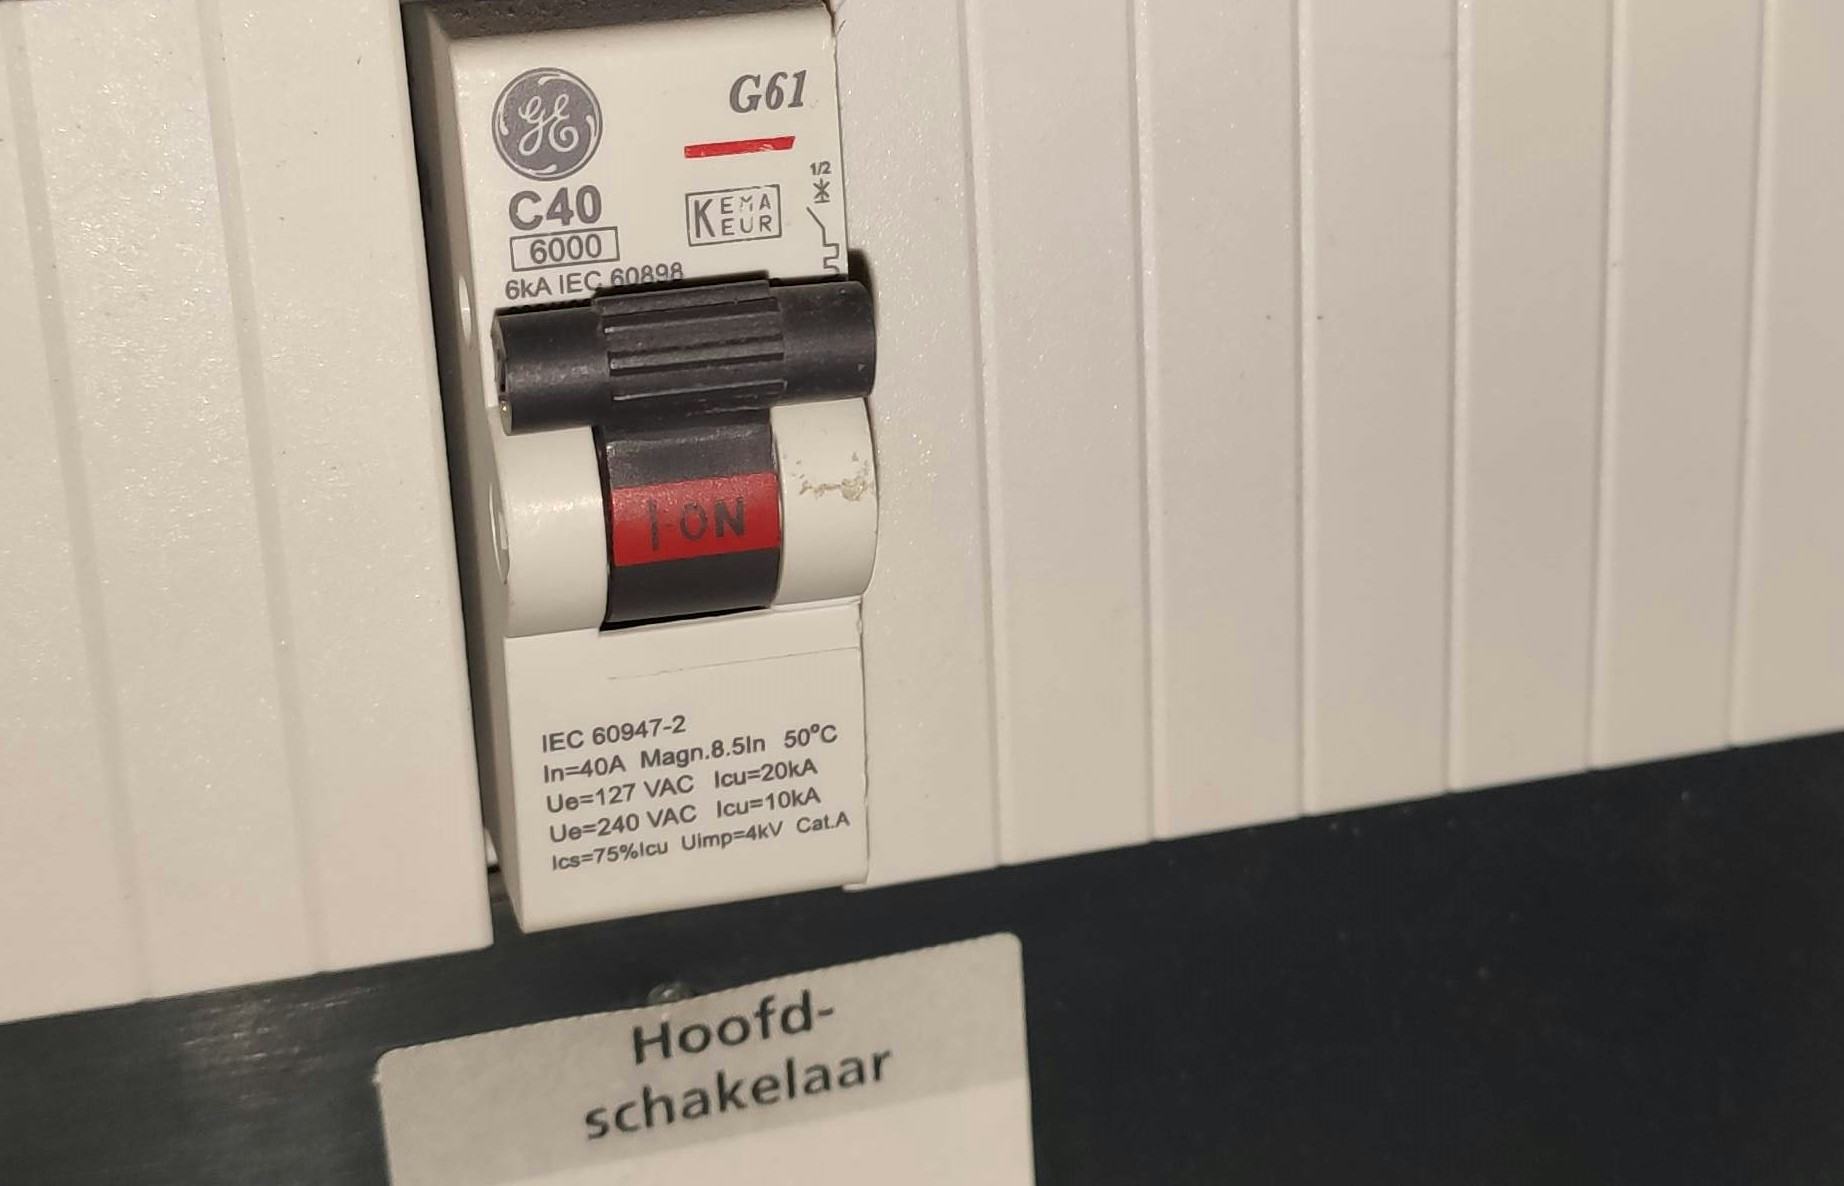 GE
G61
C40
6000
KEMA
EUR
1/2
6kA IEC 60898
I-ON
IEC 60947-2
In=40A Magn.8.5In 50°C
Ue=127 VAC Icu=20kA
Ue=240 VAC Icu=10kA
Ics=75%Icu Uimp=4kV Cat.A
Hoofd-
schakelaar